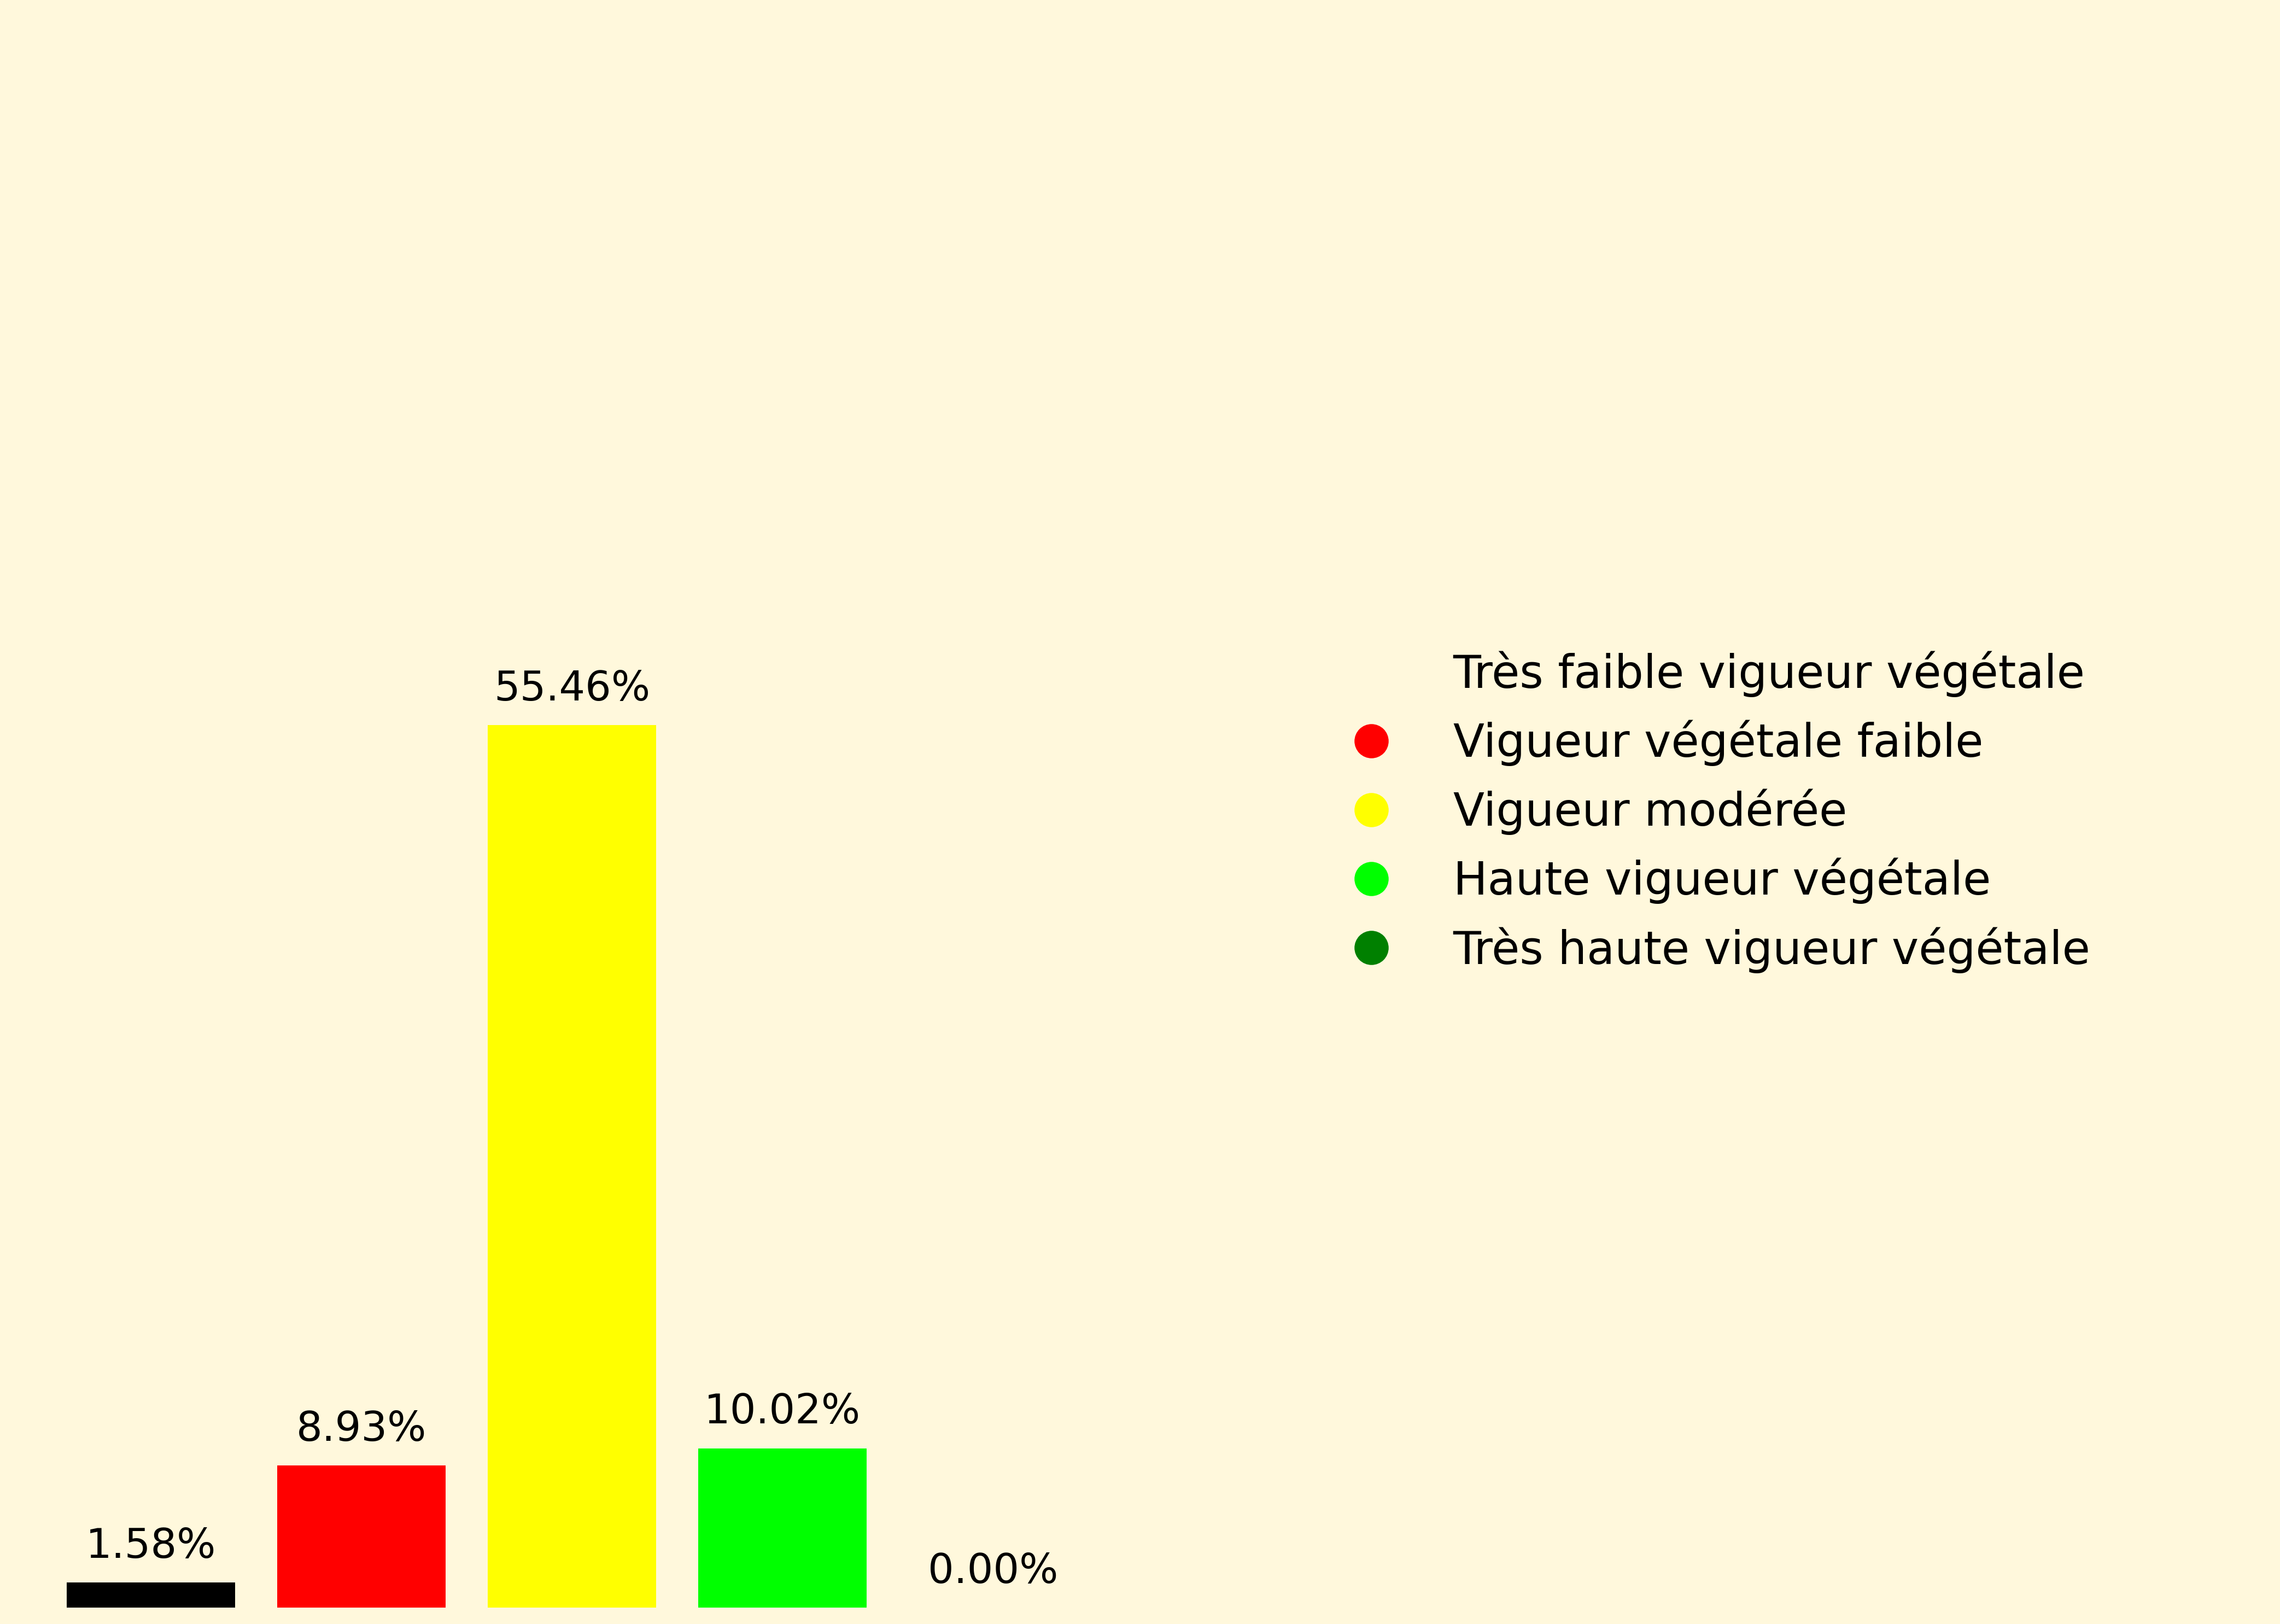 55.46%
8.93%
10.02%
1.58%
0.00%
Très faible vigueur végétale
Vigueur végétale faible
Vigueur modérée
Haute vigueur végétale
Très haute vigueur végétale